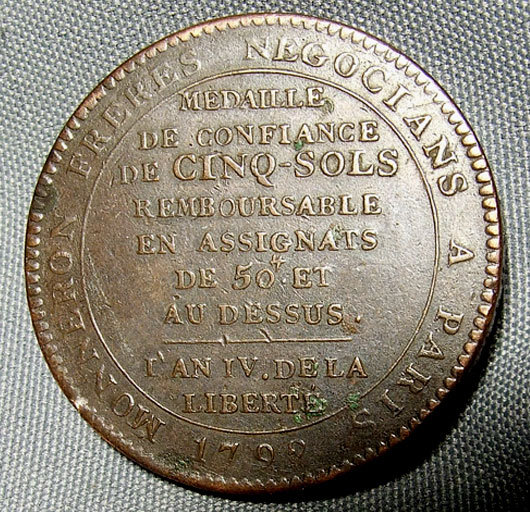 MONNERON FRERES NEGOCIANS A PARIS
1792
MEDAILLE
DE CONFIANCE
DE CINQ-SOLS
REMBOURSABLE
EN ASSIGNATS
DE 50 ₶ ET
AU DESSUS.
L'AN IV. DE LA
LIBERTÉ